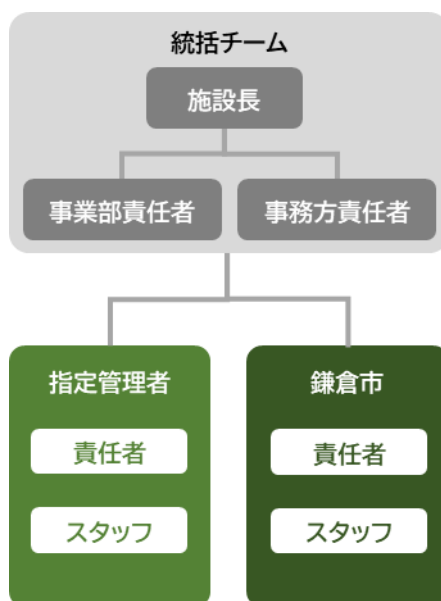 統括チーム
施設長
事業部責任者
事務方責任者
指定管理者
責任者
スタッフ
鎌倉市
責任者
スタッフ